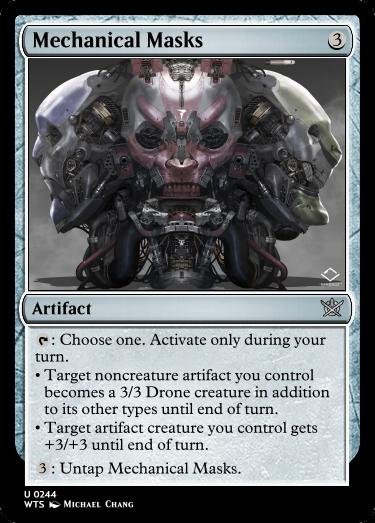 Mechanical Masks 3
Artifact
: Choose one. Activate only during your
turn.
• Target noncreature artifact you control
becomes a 3/3 Drone creature in addition
to its other types until end of turn.
• Target artifact creature you control gets
+3/+3 until end of turn.
3 : Untap Mechanical Masks.
U 0244
WTS Michael Chang